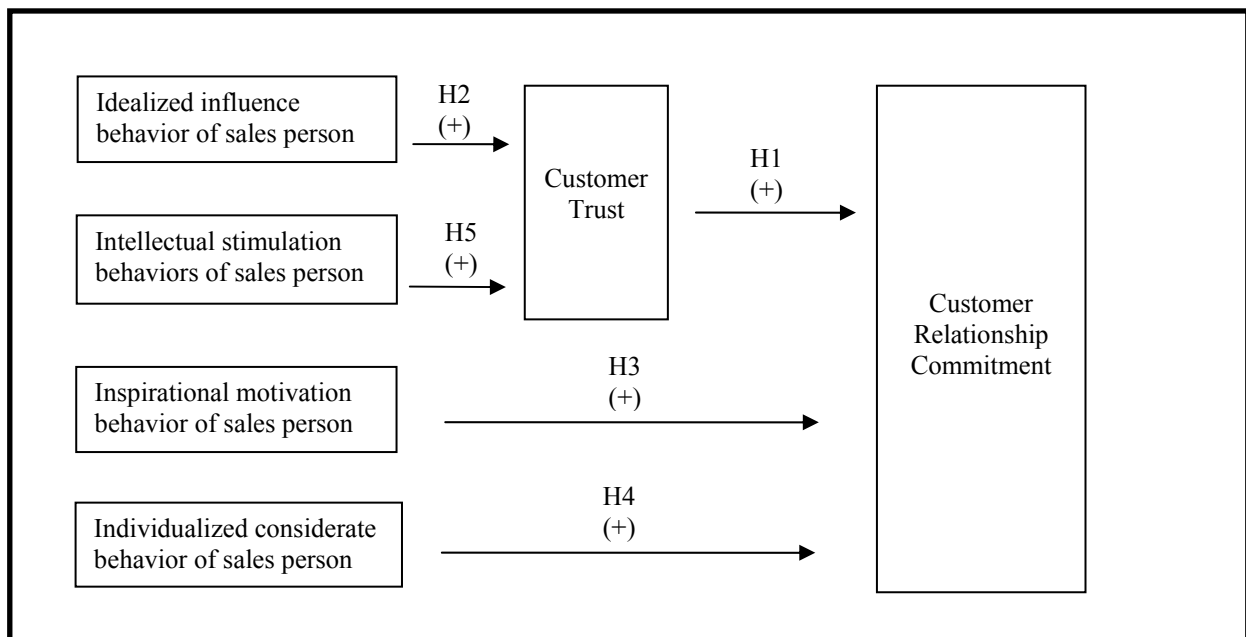 Idealized influence
behavior of sales person
H2
(+)
Customer
Trust
H1
(+)
Intellectual stimulation
behaviors of sales person
H5
(+)
Customer
Relationship
Commitment
Inspirational motivation
behavior of sales person
H3
(+)
Individualized considerate
behavior of sales person
H4
(+)